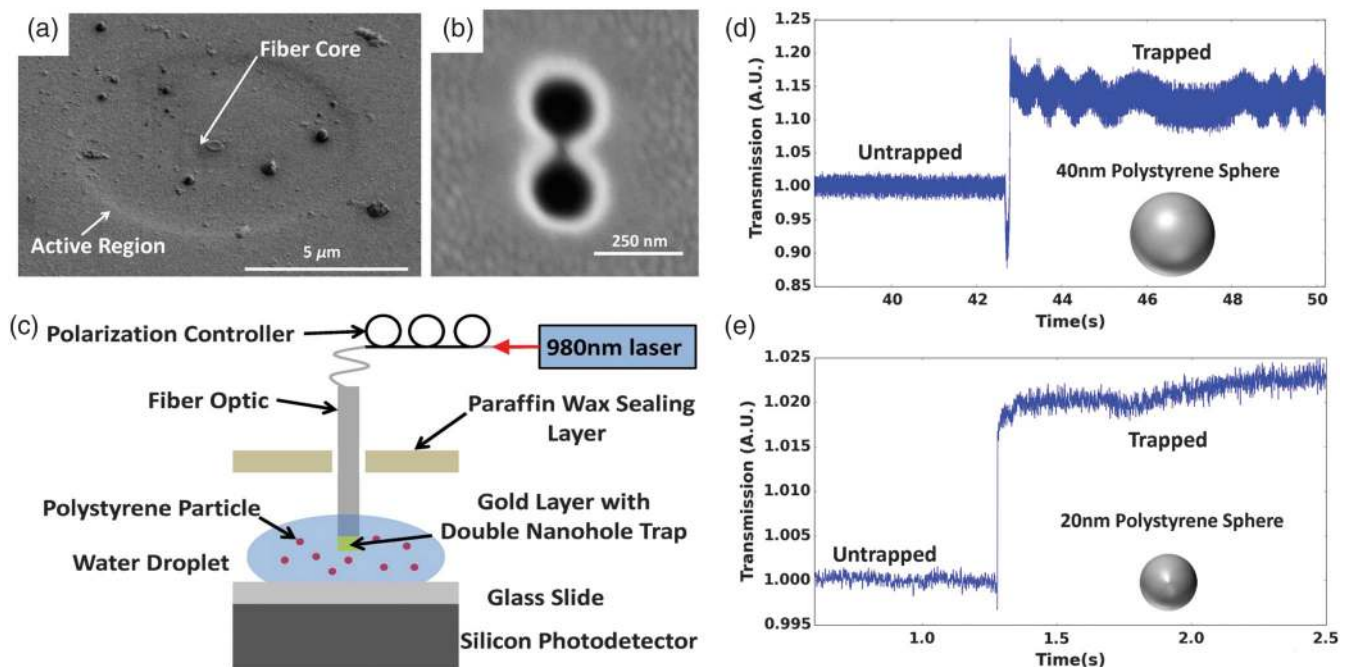 (a)
Fiber Core
Active Region
5 μm
(b)
250 nm
(c)
Polarization Controller
980nm laser
Fiber Optic
Paraffin Wax Sealing
Layer
Polystyrene Particle
Gold Layer with
Double Nanohole Trap
Water Droplet
Glass Slide
Silicon Photodetector
(d)
Transmission (A.U.)
1.25
1.20
1.15
1.10
1.05
1.00
0.95
0.90
0.85
Trapped
Untrapped
40nm Polystyrene Sphere
40
42
44
46
48
50
Time(s)
(e)
Transmission (A.U.)
1.025
1.020
1.015
1.010
1.005
1.000
0.995
Trapped
20nm Polystyrene Sphere
Untrapped
1.0
1.5
2.0
2.5
Time(s)